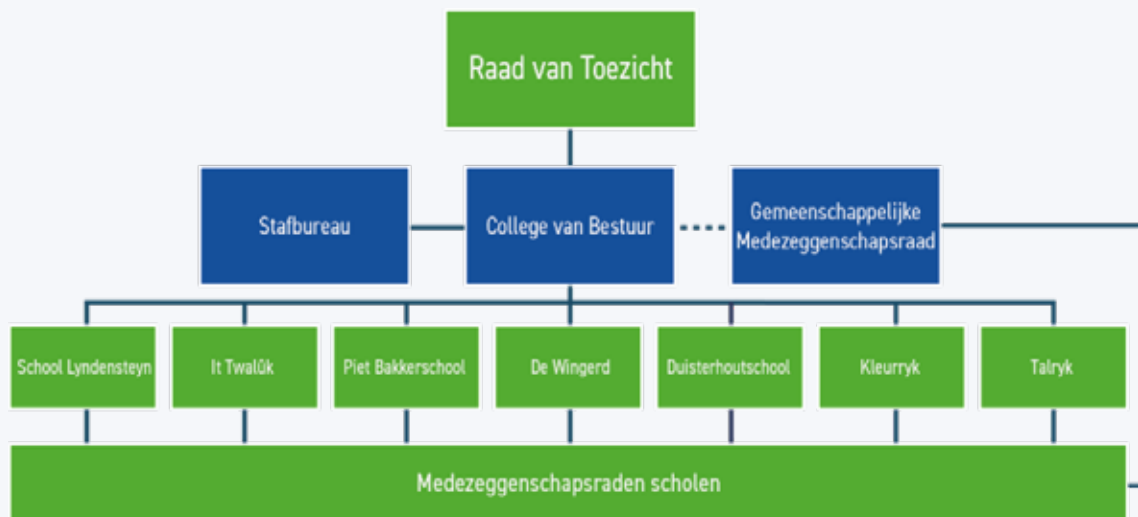 Raad van Toezicht
Stafbureau
College van Bestuur
Gemeenschappelijke
Medezeggenschapsraad
School Lyndensteyn
It Twalûk
Piet Bakkerschool
De Wingerd
Duisterhoutschool
Kleurryk
Talryk
Medezeggenschapsraden scholen